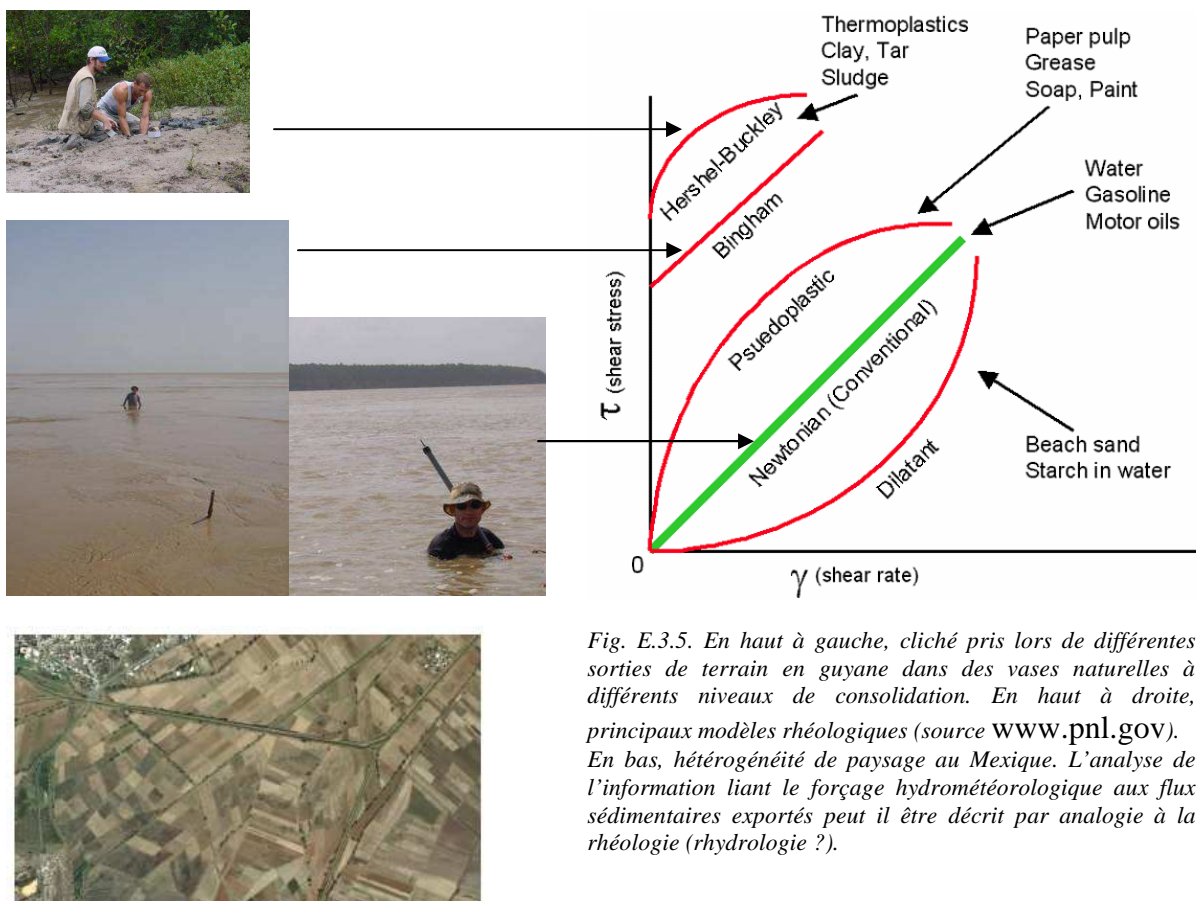 Thermoplastics
Clay, Tar
Sludge
Paper pulp
Grease
Soap, Paint
Water
Gasoline
Motor oils
Hershel-Buckley
Bingham
Psuedoplastic
Newtonian (Conventional)
Dilatant
Beach sand
Starch in water
τ (shear stress)
0
γ (shear rate)
Fig. E.3.5. En haut à gauche, cliché pris lors de différentes
sorties de terrain en guyane dans des vases naturelles à
différents niveaux de consolidation. En haut à droite,
principaux modèles rhéologiques (source www.pnl.gov).
En bas, hétérogénéité de paysage au Mexique. L'analyse de
l'information liant le forçage hydrométéorologique aux flux
sédimentaires exportés peut il être décrit par analogie à la
rhéologie (rhydrologie ?).